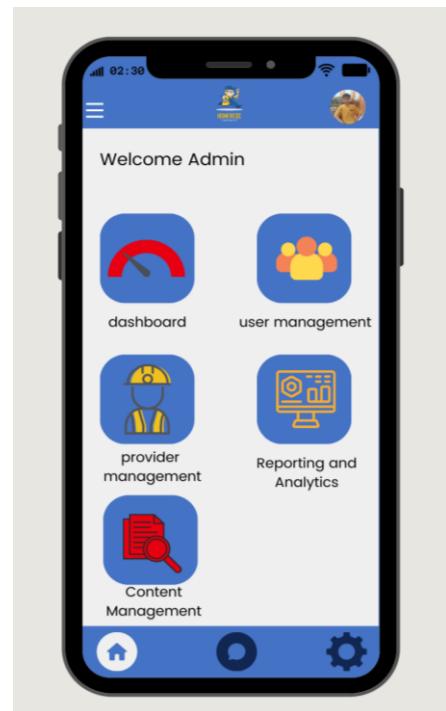 02:30
Welcome Admin
dashboard
user management
provider
management
Reporting and
Analytics
Content
Management